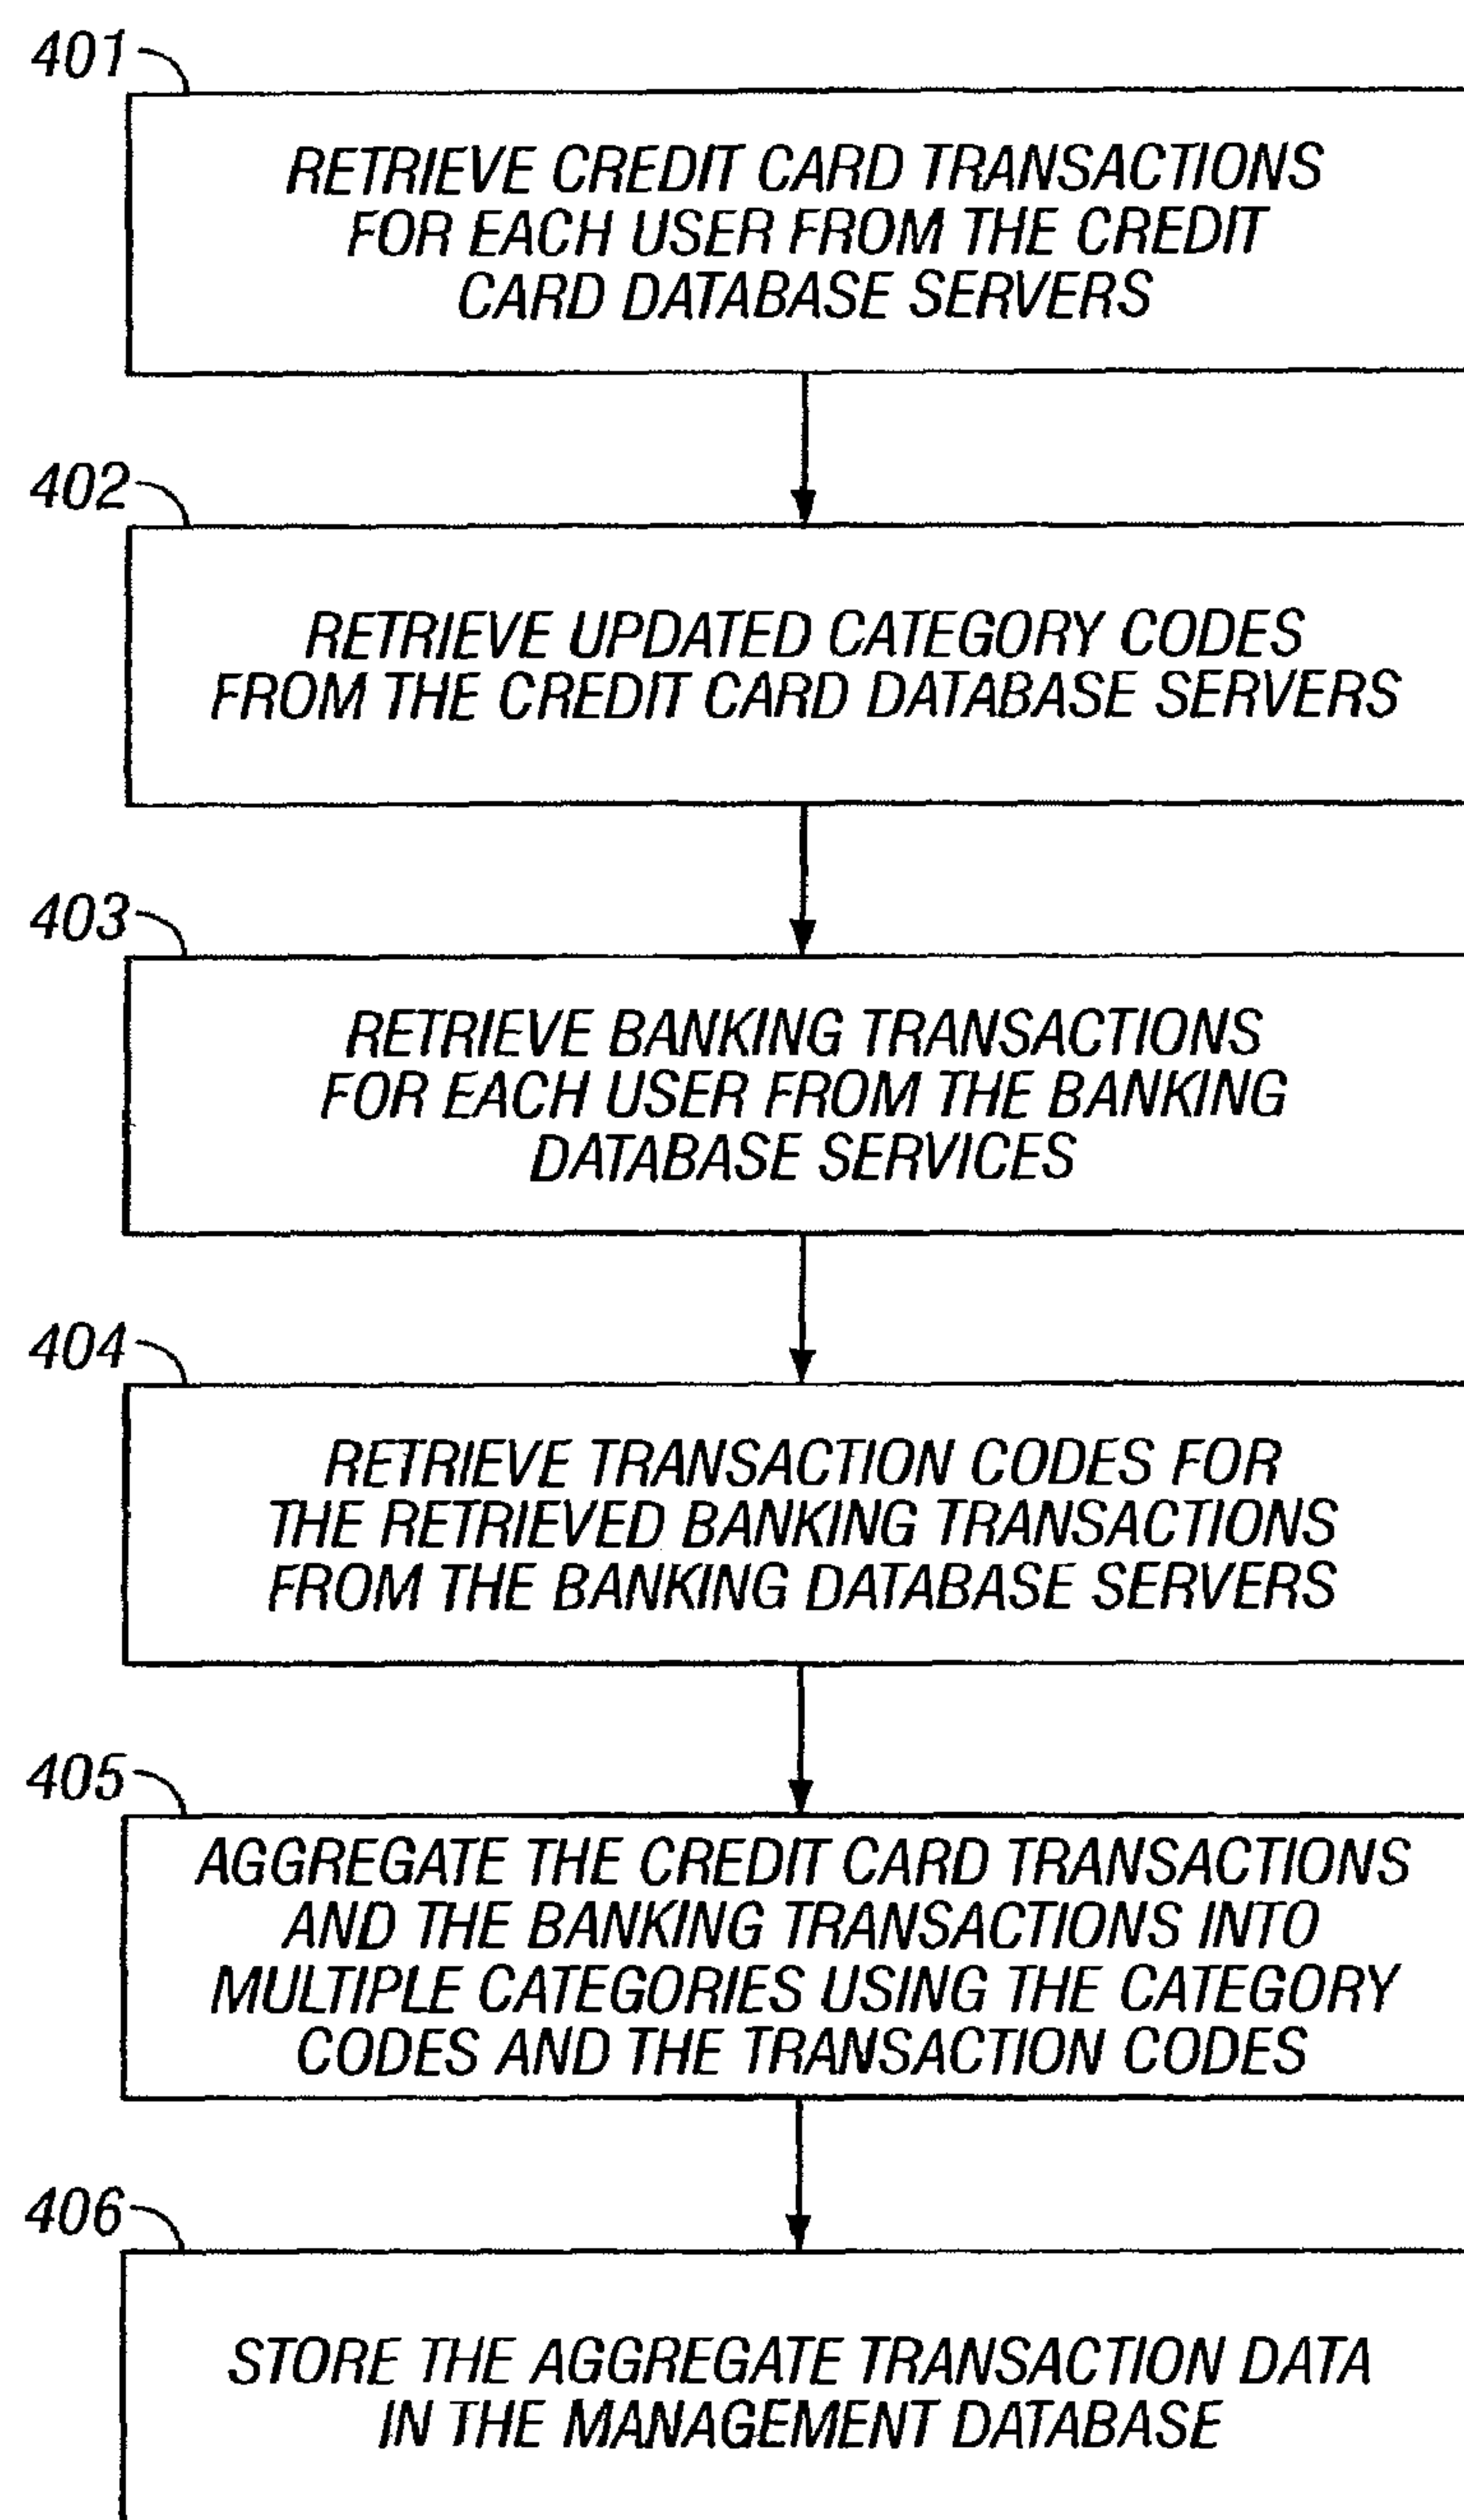 401
RETRIEVE CREDIT CARD TRANSACTIONS
FOR EACH USER FROM THE CREDIT
CARD DATABASE SERVERS
402
RETRIEVE UPDATED CATEGORY CODES
FROM THE CREDIT CARD DATABASE SERVERS
403
RETRIEVE BANKING TRANSACTIONS
FOR EACH USER FROM THE BANKING
DATABASE SERVICES
404
RETRIEVE TRANSACTION CODES FOR
THE RETRIEVED BANKING TRANSACTIONS
FROM THE BANKING DATABASE SERVERS
405
AGGREGATE THE CREDIT CARD TRANSACTIONS
AND THE BANKING TRANSACTIONS INTO
MULTIPLE CATEGORIES USING THE CATEGORY
CODES AND THE TRANSACTION CODES
406
STORE THE AGGREGATE TRANSACTION DATA
IN THE MANAGEMENT DATABASE